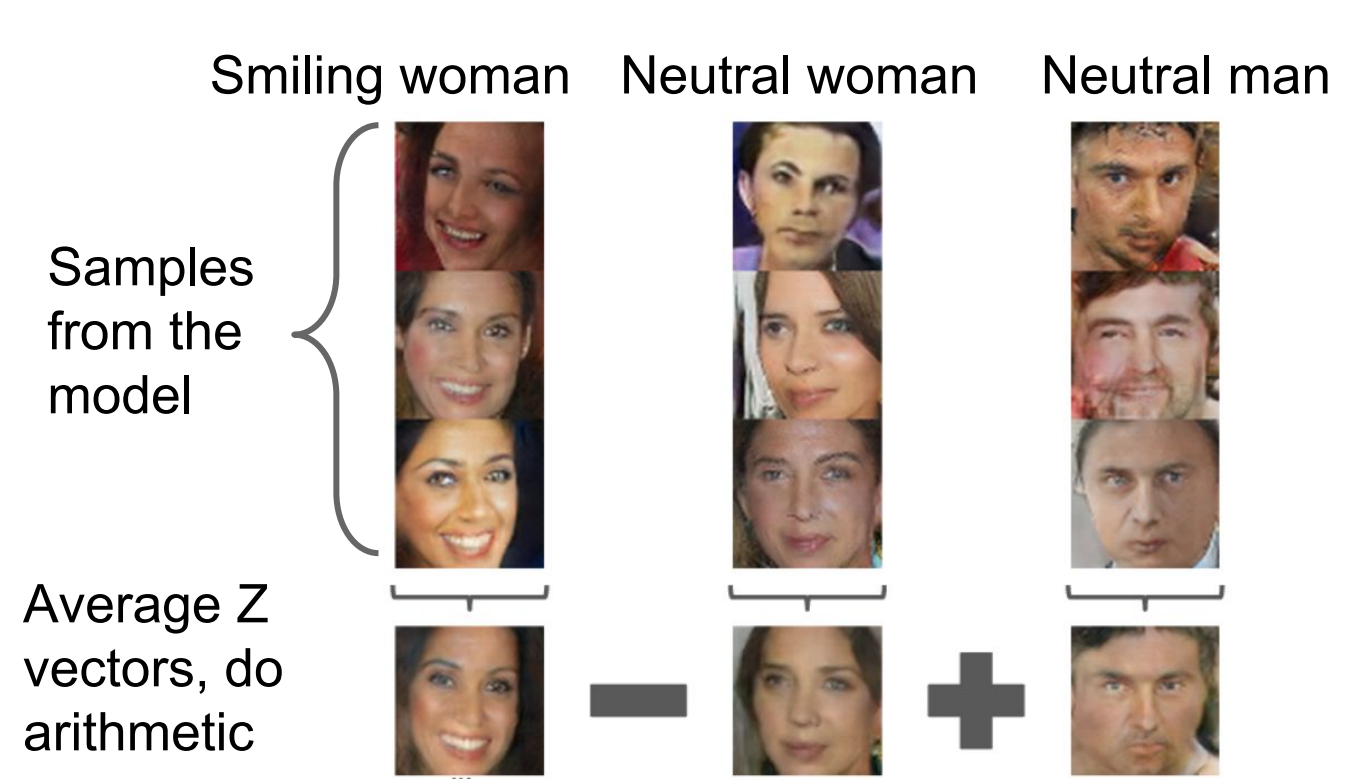 Smiling woman Neutral woman Neutral man
Samples
from the
model
Average Z
vectors, do
arithmetic